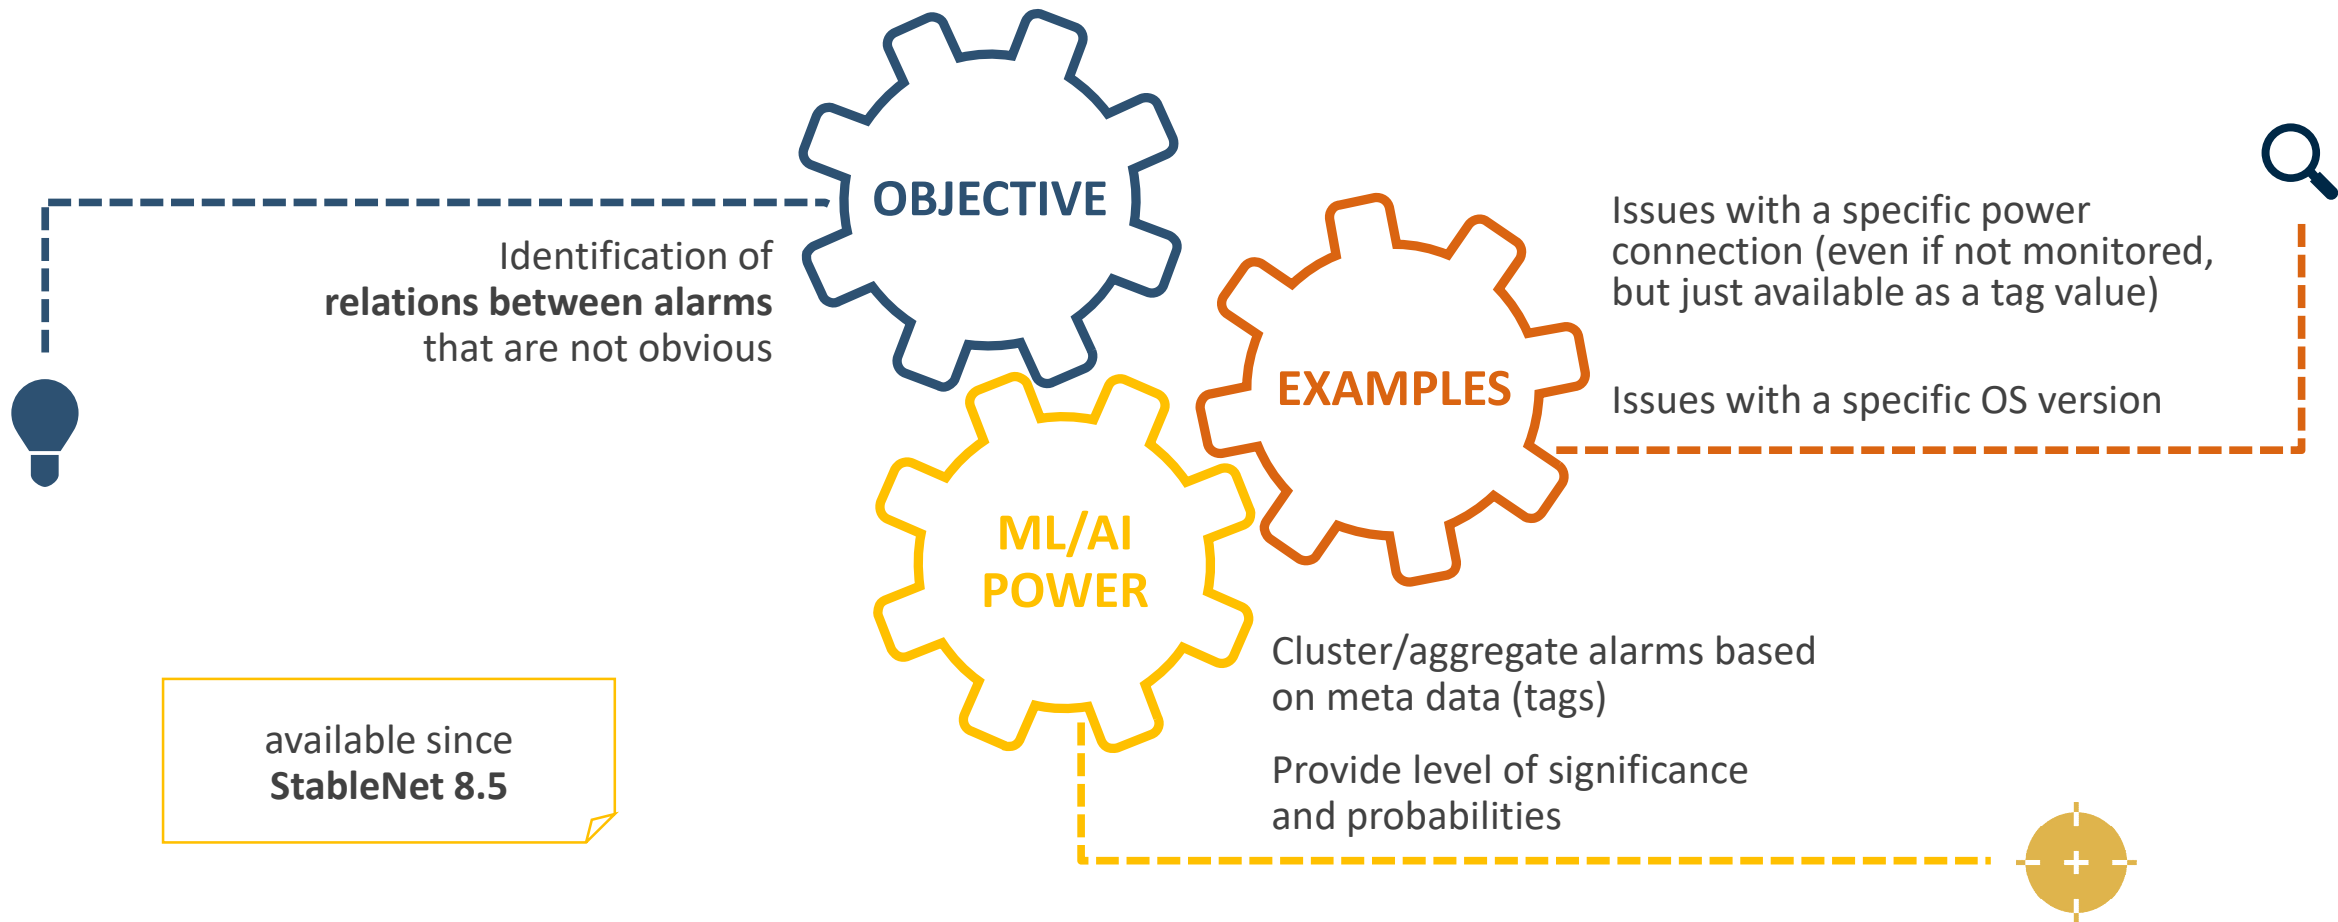 OBJECTIVE
Identification of
relations between alarms
that are not obvious
EXAMPLES
Issues with a specific power
connection (even if not monitored,
but just available as a tag value)
Issues with a specific OS version
ML/AI
POWER
Cluster/aggregate alarms based
on meta data (tags)
Provide level of significance
and probabilities
available since
StableNet 8.5